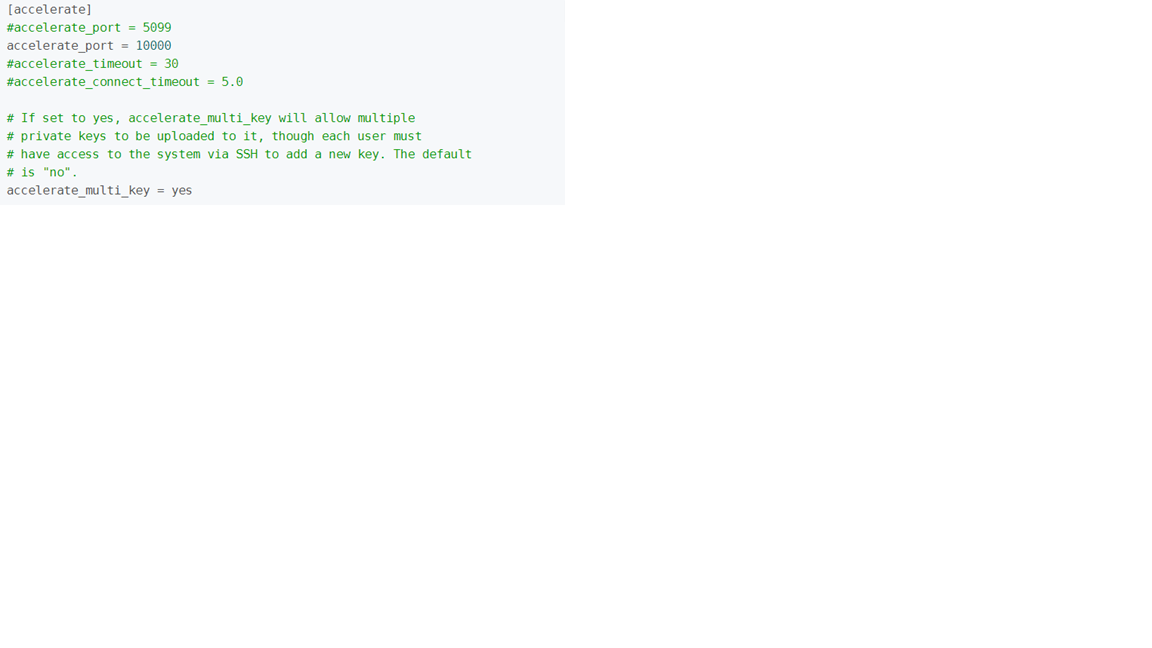 [accelerate]
#accelerate_port = 5099
accelerate_port = 10000
#accelerate_timeout = 30
#accelerate_connect_timeout = 5.0

# If set to yes, accelerate_multi_key will allow multiple
# private keys to be uploaded to it, though each user must
# have access to the system via SSH to add a new key. The default
# is "no".
accelerate_multi_key = yes